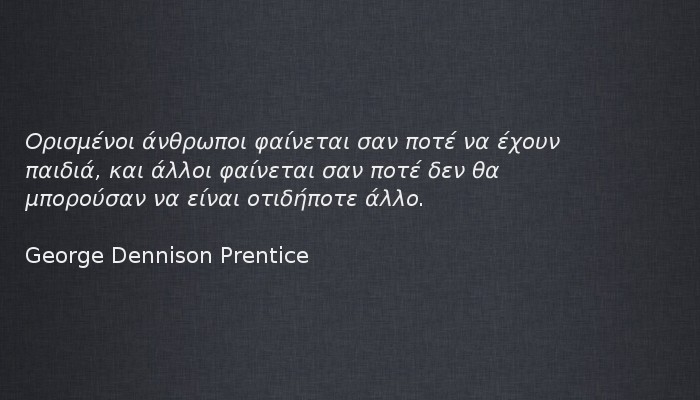 Ορισμένοι άνθρωποι φαίνεται σαν ποτέ να έχουν
παιδιά, και άλλοι φαίνεται σαν ποτέ δεν θα
μπορούσαν να είναι οτιδήποτε άλλο.
George Dennison Prentice